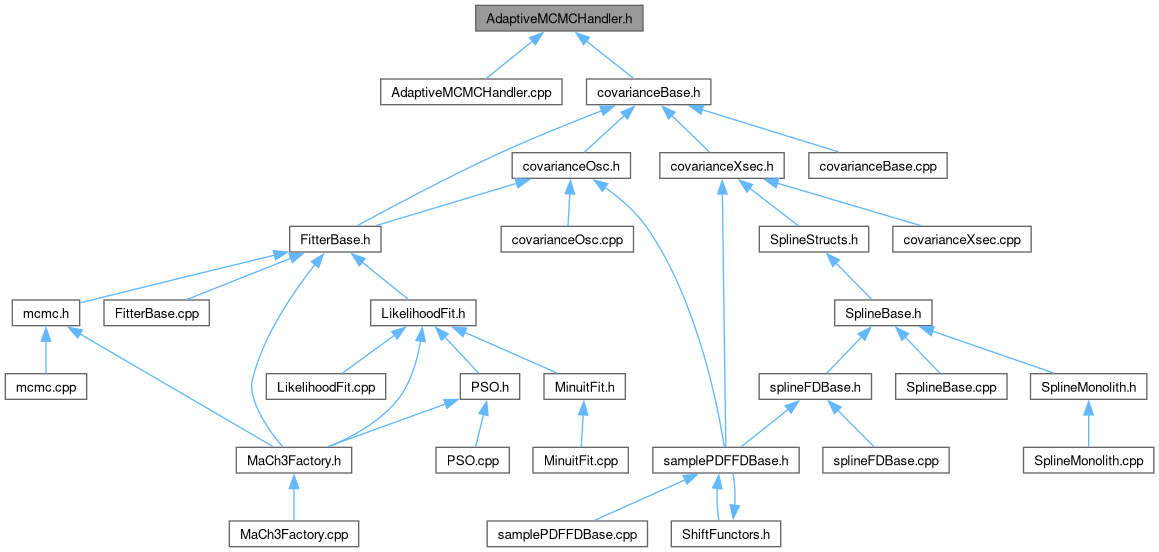 AdaptiveMCMCHandler.h
AdaptiveMCMCHandler.cpp
covarianceBase.h
covarianceOsc.h
covarianceXsec.h
covarianceBase.cpp
FitterBase.h
covarianceOsc.cpp
SplineStructs.h
covarianceXsec.cpp
mcmc.h
FitterBase.cpp
LikelihoodFit.h
SplineBase.h
mcmc.cpp
LikelihoodFit.cpp
PSO.h
MinuitFit.h
splineFDBase.h
SplineBase.cpp
SplineMonolith.h
MaCh3Factory.h
PSO.cpp
MinuitFit.cpp
samplePDFFDBase.h
splineFDBase.cpp
SplineMonolith.cpp
MaCh3Factory.cpp
samplePDFFDBase.cpp
ShiftFunctors.h